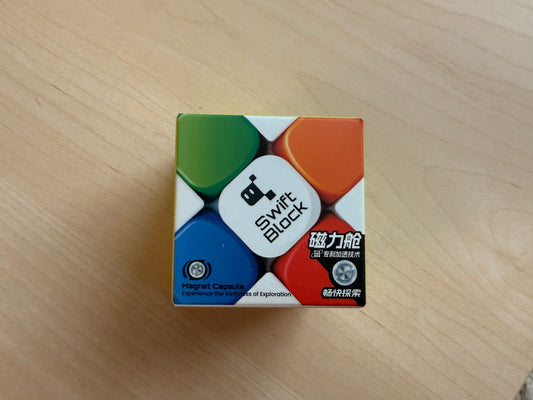 Swift
Block
磁力舱
专利加速技术
畅快探索
Magnet Capsule
Experience the Swiftness of Exploration